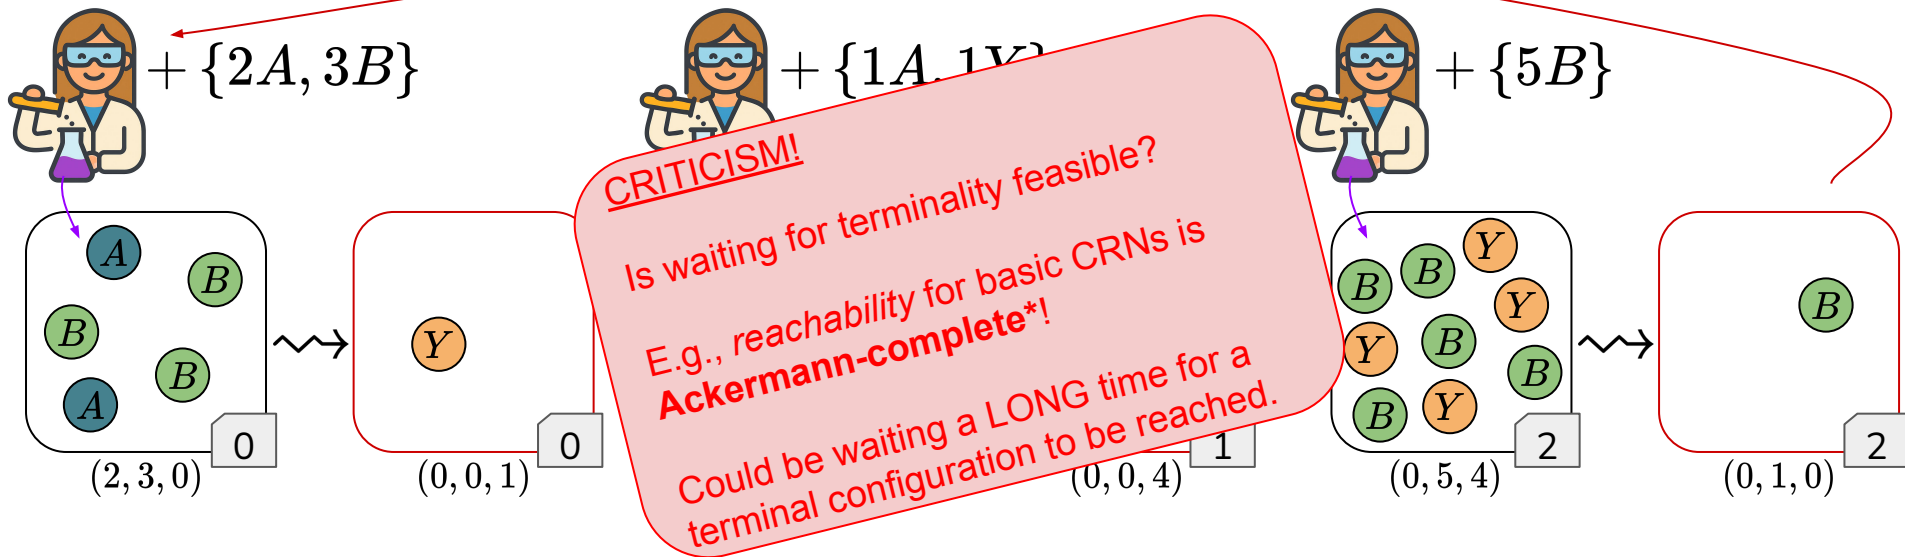 + {2A, 3B}
+ {1A, 1Y}
+ {5B}
CRITICISM!
Is waiting for terminality feasible?
E.g., reachability for basic CRNs is
Ackermann-complete*!
Could be waiting a LONG time for a
terminal configuration to be reached.
A
B
B
B
A
0
(2, 3, 0)
Y
0
(0, 0, 1)
1
(0, 0, 4)
Y
B
B
Y
Y
B
B
B
Y
2
(0, 5, 4)
B
2
(0, 1, 0)